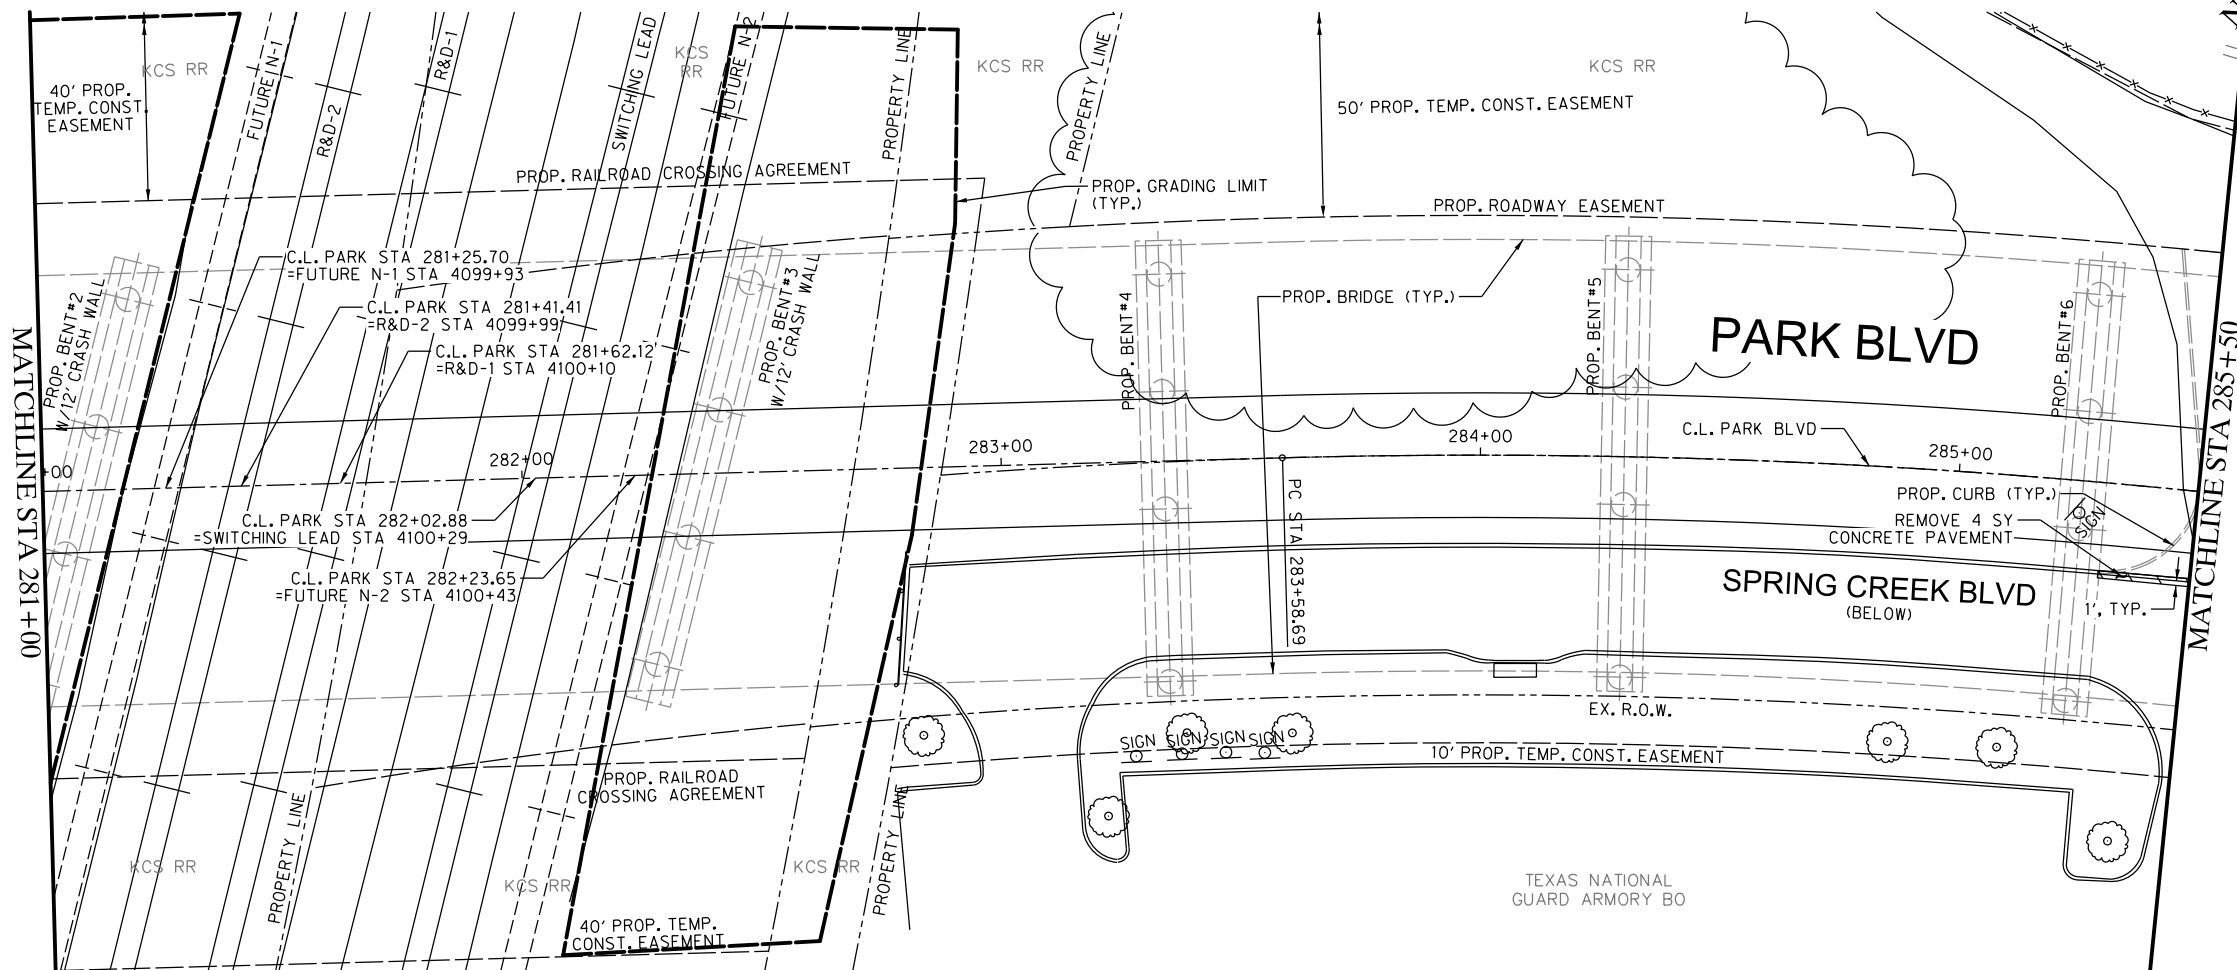 40' PROP.
TEMP. CONST.
EASEMENT
KCS RR
FUTURE N-1
R&D-2
R&D-1
SWITCHING LEAD
KCS
RR
FUTURE N-2
PROPERTY LINE
KCS RR
PROPERTY LINE
50' PROP. TEMP. CONST. EASEMENT
KCS RR
PROP. RAILROAD CROSSING AGREEMENT
PROP. GRADING LIMIT
(TYP.)
PROP. ROADWAY EASEMENT
C.L. PARK STA 281+25.70
=FUTURE N-1 STA 4099+93
C.L. PARK STA 281+41.41
=R&D-2 STA 4099+99
C.L. PARK STA 281+62.12
=R&D-1 STA 4100+10
PROP. BENT#2
W/12' CRASH WALL
PROP. BENT#3
W/12' CRASH WALL
PROP. BENT#4
PROP. BRIDGE (TYP.)
PROP. BENT#5
PARK BLVD
PROP. BENT#6
MATCHLINE STA 281+00
MATCHLINE STA 285+50
+00
282+00
283+00
284+00
C.L. PARK BLVD
285+00
C.L. PARK STA 282+02.88
=SWITCHING LEAD STA 4100+29
C.L. PARK STA 282+23.65
=FUTURE N-2 STA 4100+43
PC STA 283+58.69
PROP. CURB (TYP.)
SIGN
REMOVE 4 SY
CONCRETE PAVEMENT
SPRING CREEK BLVD
(BELOW)
1', TYP.
EX. R.O.W.
SIGN SIGN SIGN SIGN
10' PROP. TEMP. CONST. EASEMENT
PROP. RAILROAD
CROSSING AGREEMENT
PROPERTY LINE
PROPERTY LINE
KCS RR
KCS RR
KCS RR
40' PROP. TEMP.
CONST. EASEMENT
TEXAS NATIONAL
GUARD ARMORY BO